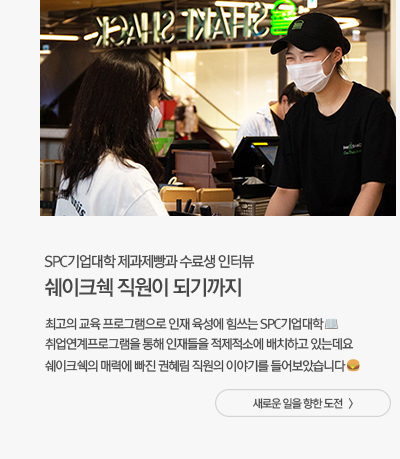 SHAKE SHACK
SPC기업대학 제과제빵과 수료생 인터뷰
쉐이크쉑 직원이 되기까지
최고의 교육 프로그램으로 인재 육성에 힘쓰는 SPC기업대학📖
취업연계프로그램을 통해 인재들을 적재적소에 배치하고 있는데요
쉐이크쉑의 매력에 빠진 권혜림 직원의 이야기를 들어보았습니다🍔
새로운 일을 향한 도전 >